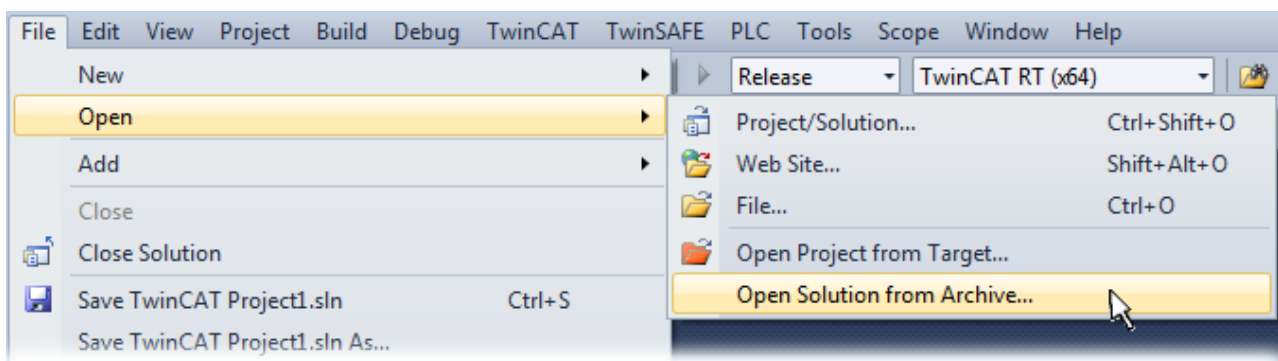 File Edit View Project Build Debug TwinCAT TwinSAFE PLC Tools Scope Window Help
New
Release TwinCAT RT (x64)
Open
Project/Solution... Ctrl+Shift+O
Add
Web Site... Shift+Alt+O
Close
File... Ctrl+O
Close Solution
Open Project from Target...
Save TwinCAT Project1.sln Ctrl+S
Open Solution from Archive...
Save TwinCAT Project1.sln As...